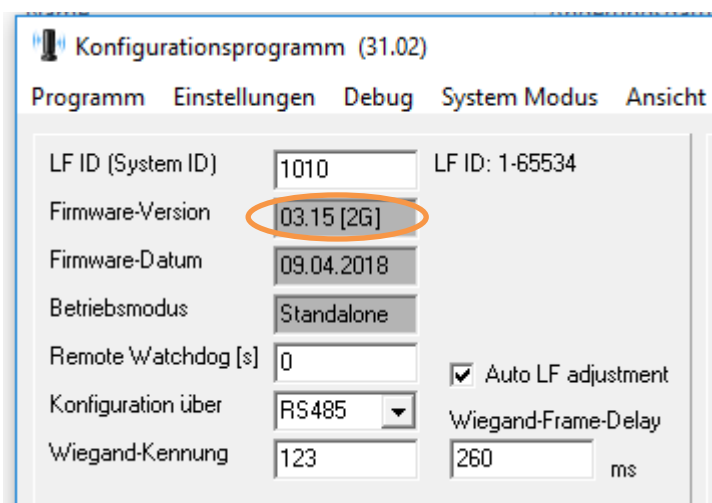 Konfigurationsprogramm (31.02)
Programm Einstellungen Debug System Modus Ansicht
LF ID (System ID) 1010 LF ID: 1-65534
Firmware-Version 03.15 [2G]
Firmware-Datum 09.04.2018
Betriebsmodus Standalone
Remote Watchdog [s] 0 Auto LF adjustment
Konfiguration über RS485 Wiegand-Frame-Delay
Wiegand-Kennung 123 260 ms